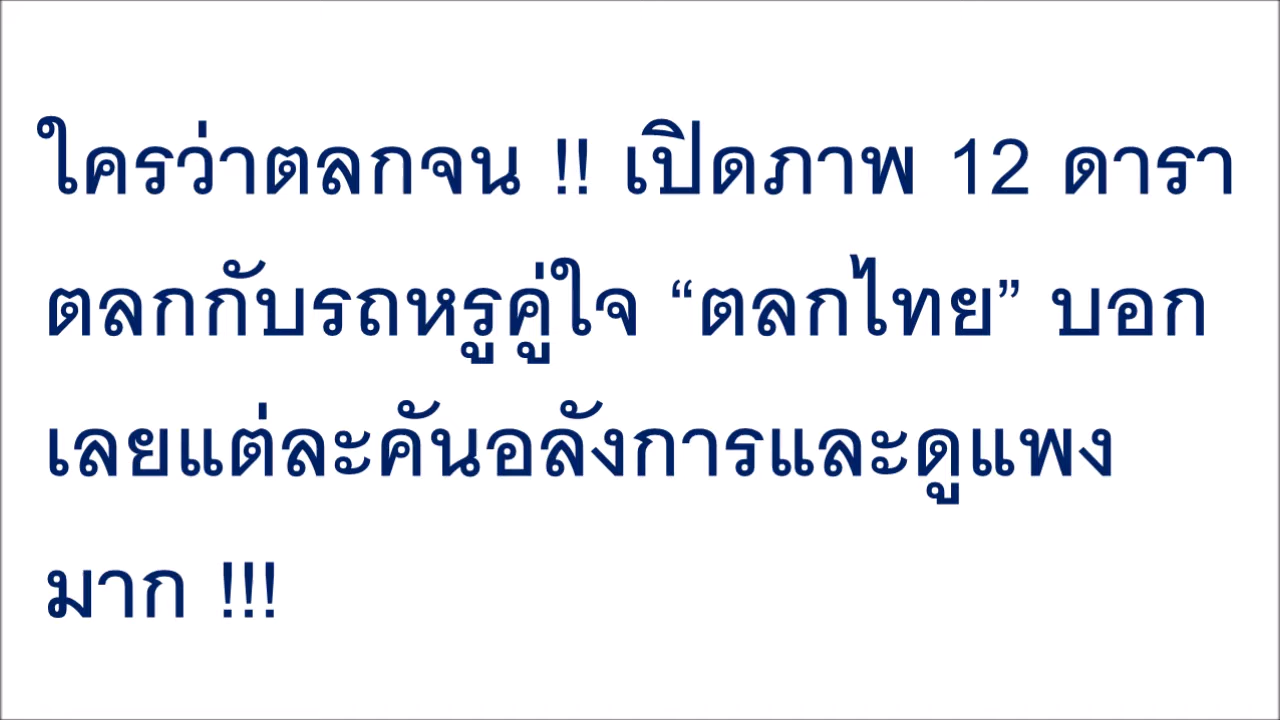 ใครว่าตลกจน !! เปิดภาพ 12 ดารา
ตลกกับรถหรูคู่ใจ “ตลกไทย” บอก
เลยแต่ละคันอลังการและดูแพง
มาก !!!